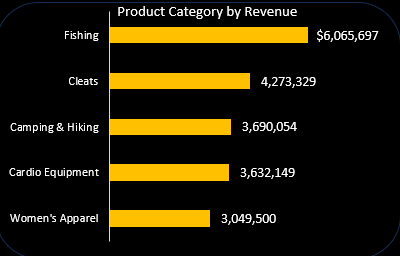 Product Category by Revenue
Fishing $6,065,697
Cleats 4,273,329
Camping & Hiking 3,690,054
Cardio Equipment 3,632,149
Women's Apparel 3,049,500